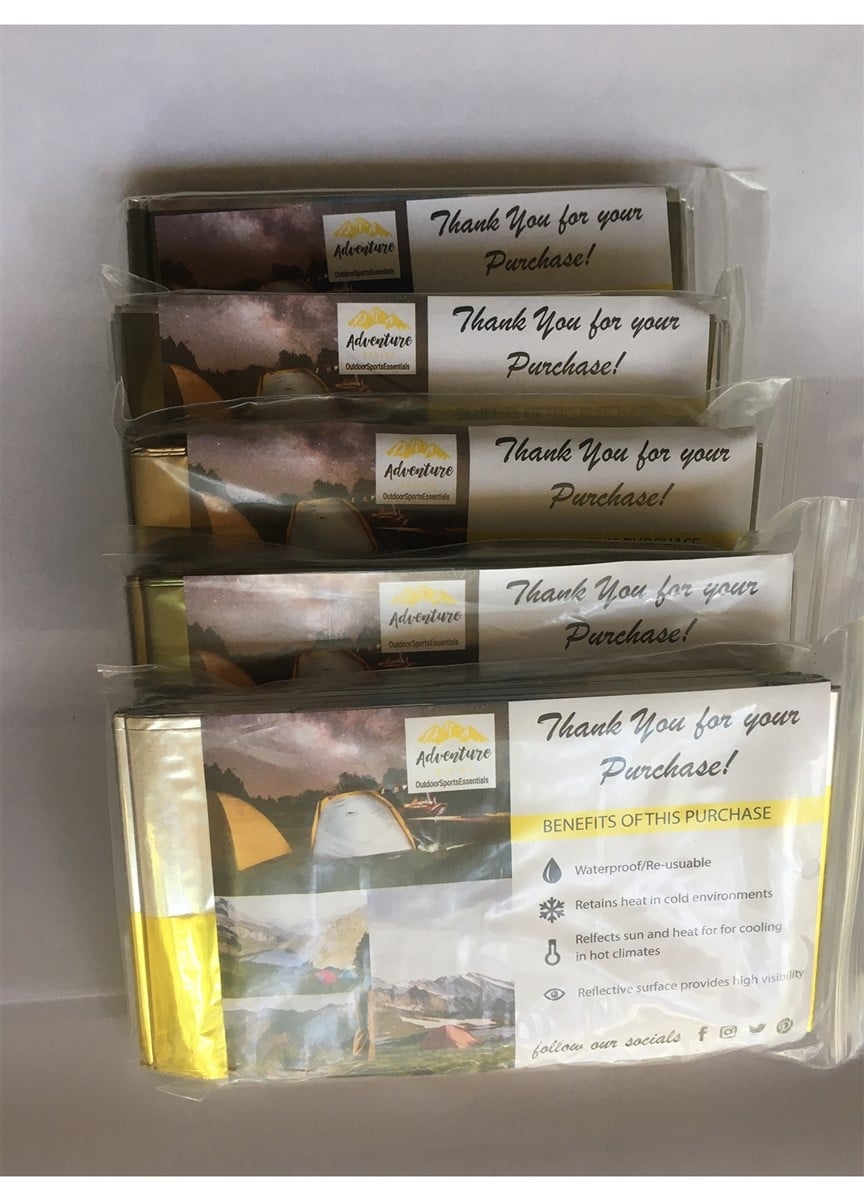 Adventure
OutdoorSportsEssentials
Thank You for your
Purchase!
Adventure
OutdoorSportsEssentials
Thank You for your
Purchase!
Adventure
OutdoorSportsEssentials
Thank You for your
Purchase!
Adventure
OutdoorSportsEssentials
Thank You for your
Purchase!
Adventure
OutdoorSportsEssentials
Thank You for your
Purchase!
BENEFITS OF THIS PURCHASE
Waterproof/Re-usuable
Retains heat in cold environments
Relfects sun and heat for for cooling
in hot climates
Reflective surface provides high visibility
follow our socials